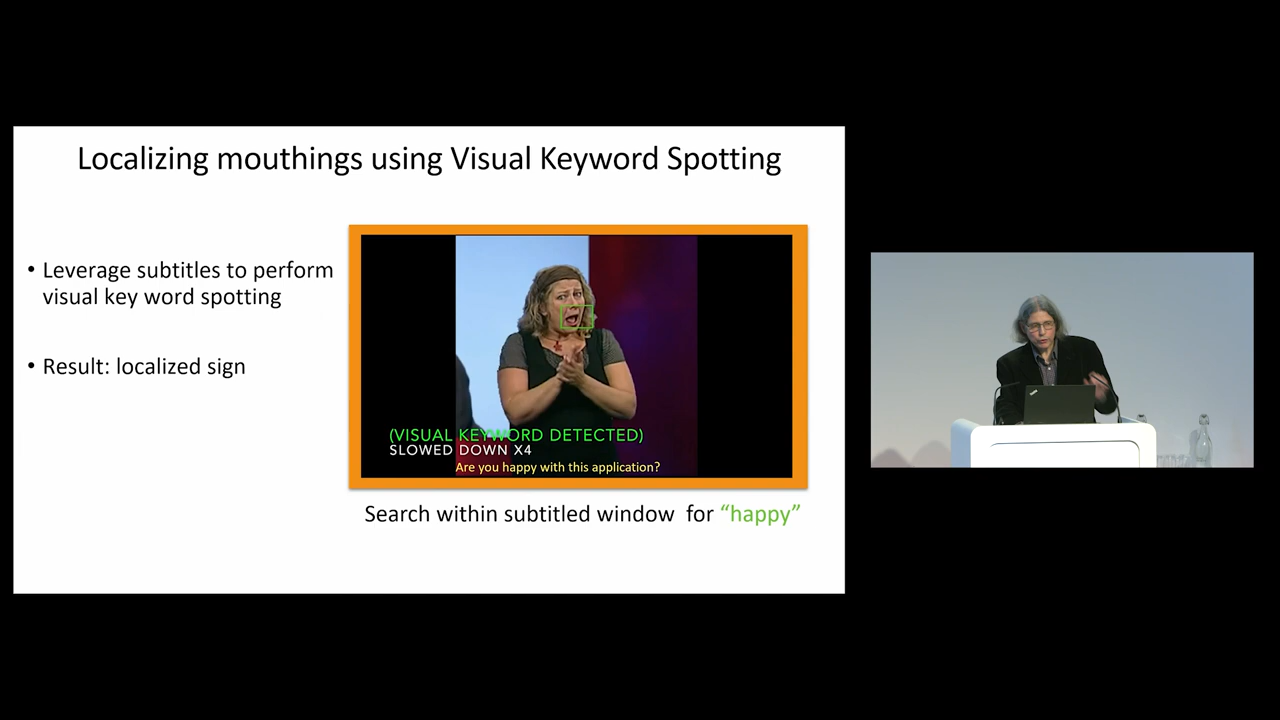 Localizing mouthings using Visual Keyword Spotting
• Leverage subtitles to perform
visual key word spotting
• Result: localized sign
(VISUAL KEYWORD DETECTED)
SLOWED DOWN X4
Are you happy with this application?
Search within subtitled window for “happy”